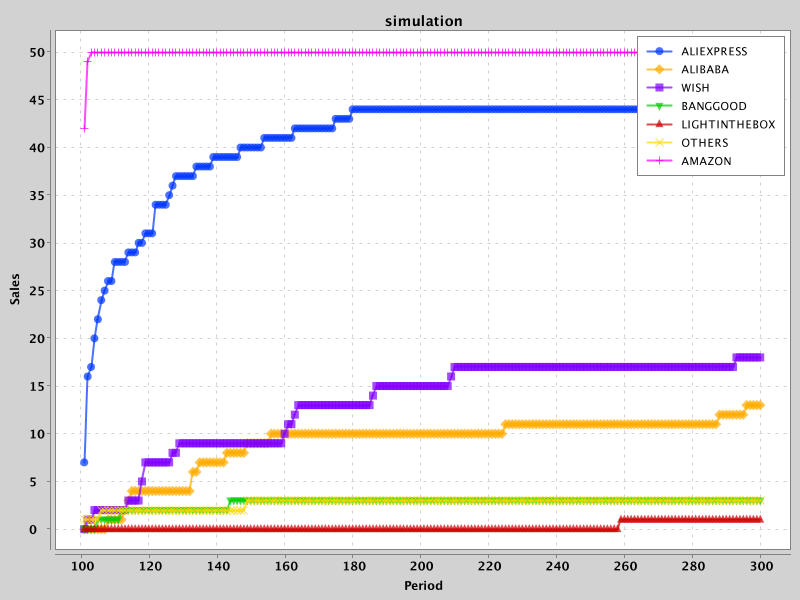 simulation
50
45
40
35
30
25
20
15
10
5
0
Sales
ALIEXPRESS
ALIBABA
WISH
BANGGOOD
LIGHTINTHEBOX
OTHERS
AMAZON
100 120 140 160 180 200 220 240 260 280 300
Period